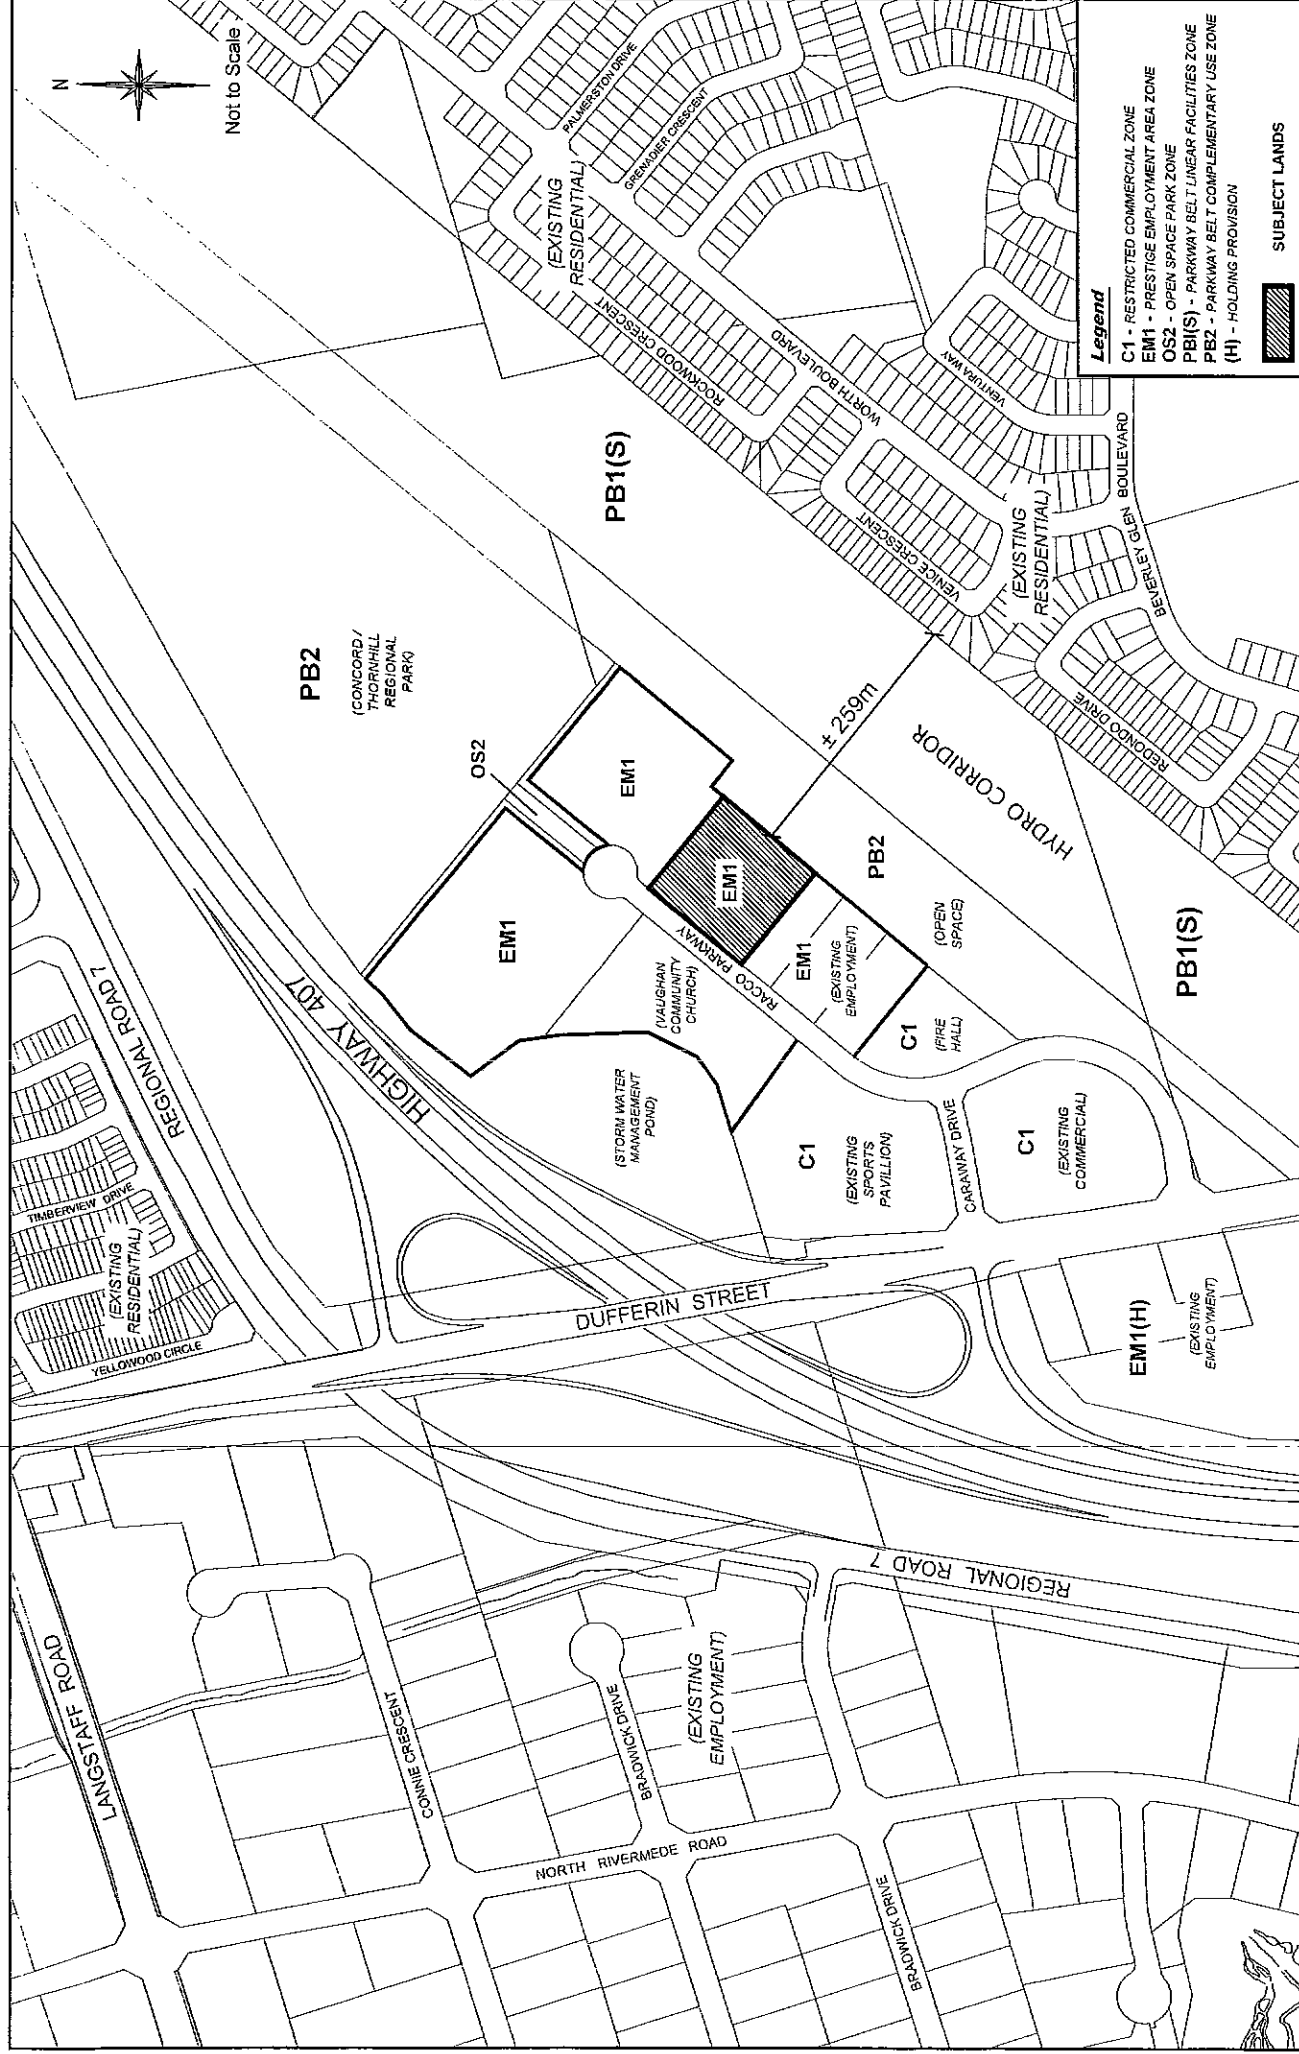 N
Not to Scale
LANGSTAFF ROAD
CONNIE CRESCENT
BRADWICK DRIVE
NORTH RIVERMEDE ROAD
BRADWICK DRIVE
(EXISTING
EMPLOYMENT)
REGIONAL ROAD 7
YELLOWOOD CIRCLE
(EXISTING
RESIDENTIAL)
TIMBERVIEW DRIVE
REGIONAL ROAD 7
HIGHWAY 407
DUFFERIN STREET
EM1(H)
(EXISTING
EMPLOYMENT)
(STORM WATER
MANAGEMENT
POND)
C1
(EXISTING
SPORTS
PAVILLION)
CARAWAY DRIVE
C1
(EXISTING
COMMERCIAL)
C1
(FIRE
HALL)
(VAUGHAN
COMMUNITY
CHURCH)
RACCO PARKWAY
EM1
EM1
(EXISTING
EMPLOYMENT)
EM1
EM1
OS2
PB2
(CONCORD/
THORNHILL
REGIONAL
PARK)
PB2
(OPEN
SPACE)
± 259m
HYDRO CORRIDOR
PB1(S)
PB1(S)
(EXISTING
RESIDENTIAL)
PALMERSTON DRIVE
GRENADIER CRESCENT
ROCKWOOD CRESCENT
WORTH BOULEVARD
VENTURA WAY
VENICE CRESCENT
(EXISTING
RESIDENTIAL)
BEVERLEY GLEN BOULEVARD
REDONDO DRIVE
Legend
C1 - RESTRICTED COMMERCIAL ZONE
EM1 - PRESTIGE EMPLOYMENT AREA ZONE
OS2 - OPEN SPACE PARK ZONE
PBI(S) - PARKWAY BELT LINEAR FACILITIES ZONE
PB2 - PARKWAY BELT COMPLEMENTARY USE ZONE
(H) - HOLDING PROVISION
SUBJECT LANDS